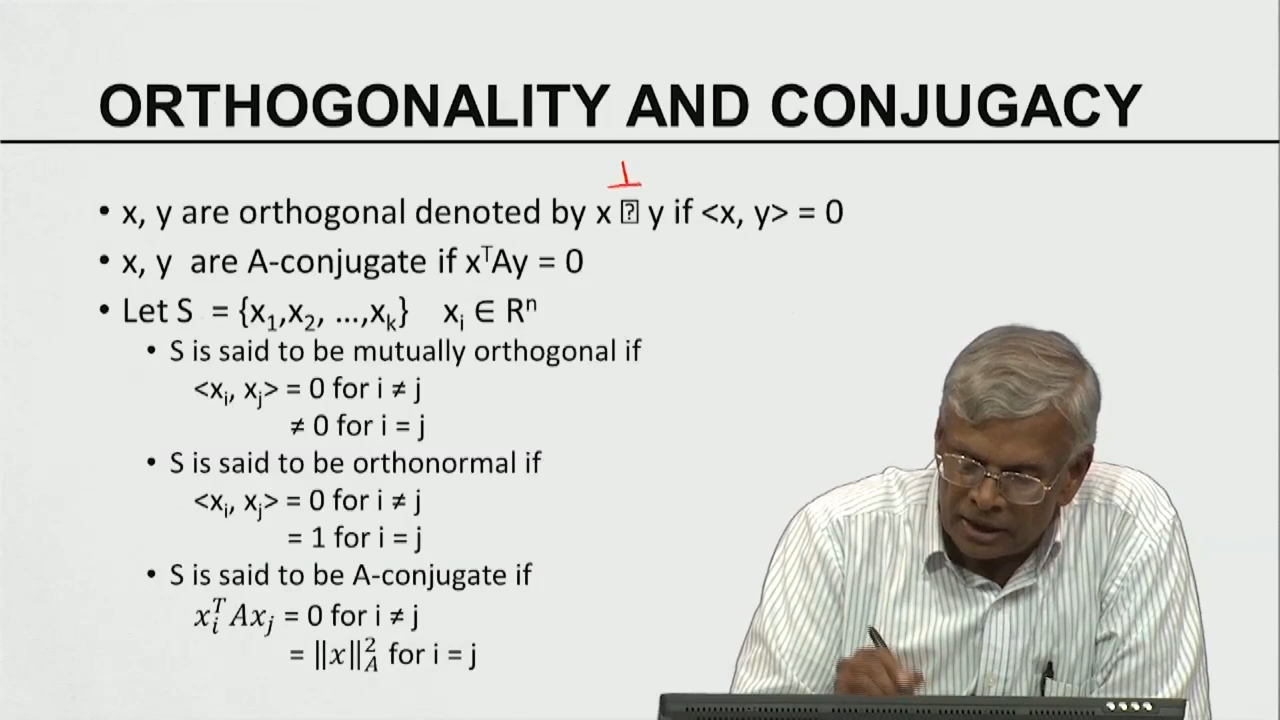 ORTHOGONALITY AND CONJUGACY
⊥
• x, y are orthogonal denoted by x ⍰ y if <x, y> = 0
• x, y are A-conjugate if xᵀAy = 0
• Let S = {x₁,x₂, …,xₖ} xᵢ ∈ Rⁿ
• S is said to be mutually orthogonal if
<xᵢ, xⱼ> = 0 for i ≠ j
≠ 0 for i = j
• S is said to be orthonormal if
<xᵢ, xⱼ> = 0 for i ≠ j
= 1 for i = j
• S is said to be A-conjugate if
xᵢᵀAxⱼ = 0 for i ≠ j
= ‖x‖²_A for i = j